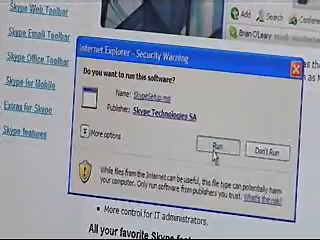 Skype Web Toolbar
Skype Email Toolbar
Skype Office Toolbar
Skype for Mobile
Extras for Skype
Skype features
Add
Search
Conference
Brian O'Leary
Internet Explorer - Security Warning
Do you want to run this software?
Name: SkypeSetup.msi
Publisher: Skype Technologies SA
More options
Run
Don't Run
While files from the Internet can be useful, this file type can potentially harm
your computer. Only run software from publishers you trust. What's the risk?
• More control for IT administrators.
All your favorite Skype